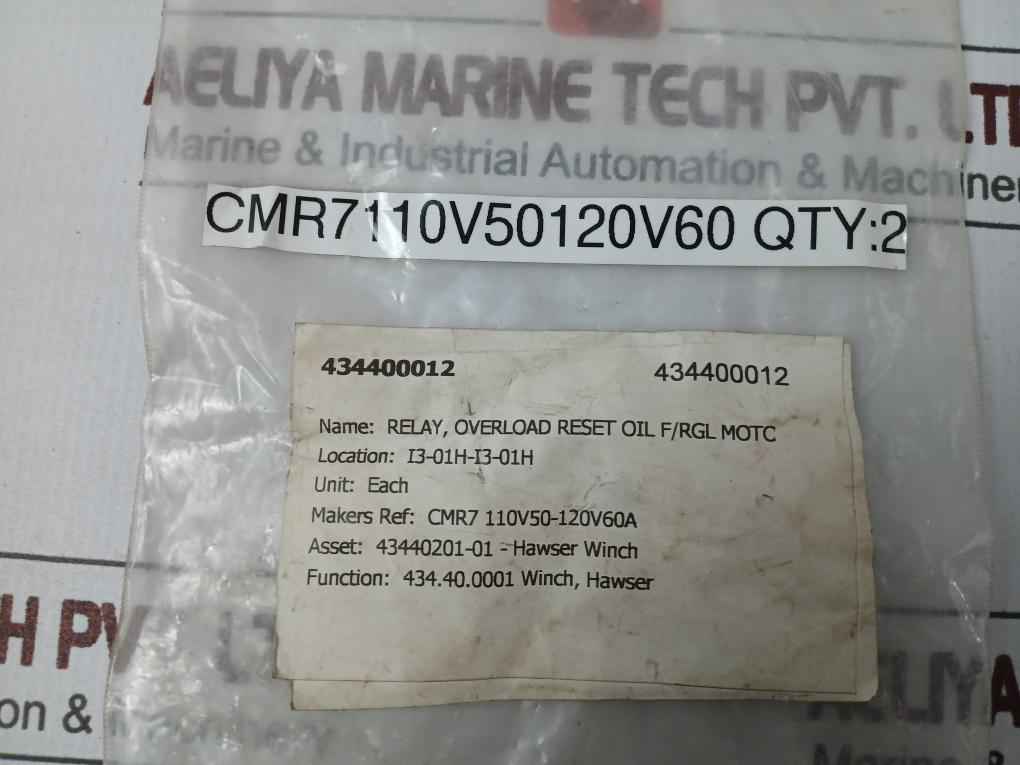 AELIYA MARINE TECH PVT. LT
Marine & Industrial Automation & Machine
CMR7110V50120V60 QTY:2
434400012 434400012
Name: RELAY, OVERLOAD RESET OIL F/RGL MOTC
Location: I3-01H-I3-01H
Unit: Each
Makers Ref: CMR7 110V50-120V60A
Asset: 43440201-01 - Hawser Winch
Function: 434.40.0001 Winch, Hawser
H PV
on &
AELIYA
Marine &